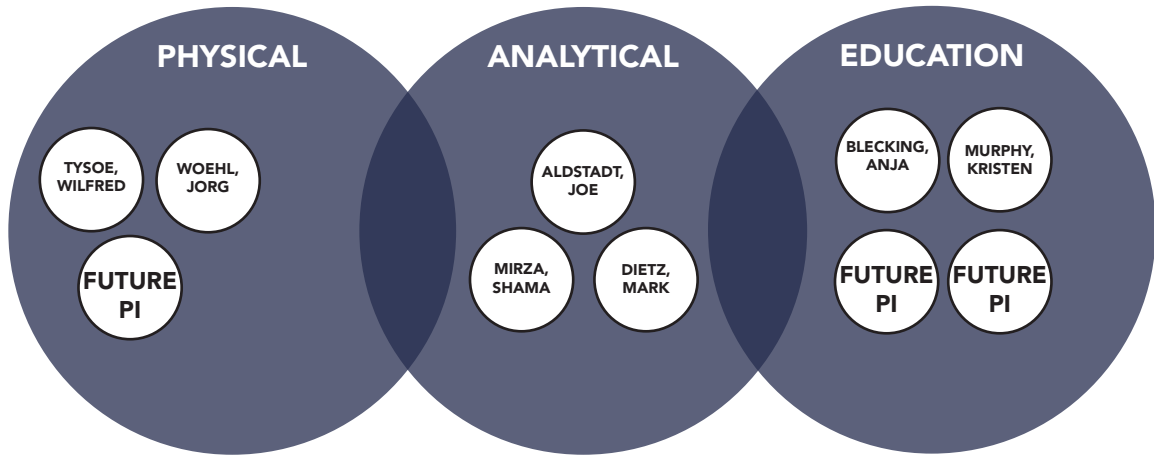 PHYSICAL
TYSOE,
WILFRED
WOEHL,
JORG
FUTURE
PI
ANALYTICAL
ALDSTADT,
JOE
MIRZA,
SHAMA
DIETZ,
MARK
EDUCATION
BLECKING,
ANJA
MURPHY,
KRISTEN
FUTURE
PI
FUTURE
PI